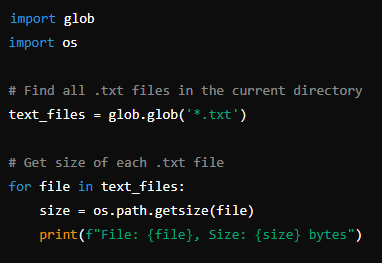 import glob
import os
# Find all .txt files in the current directory
text_files = glob.glob('*.txt')
# Get size of each .txt file
for file in text_files:
    size = os.path.getsize(file)
    print(f"File: {file}, Size: {size} bytes")